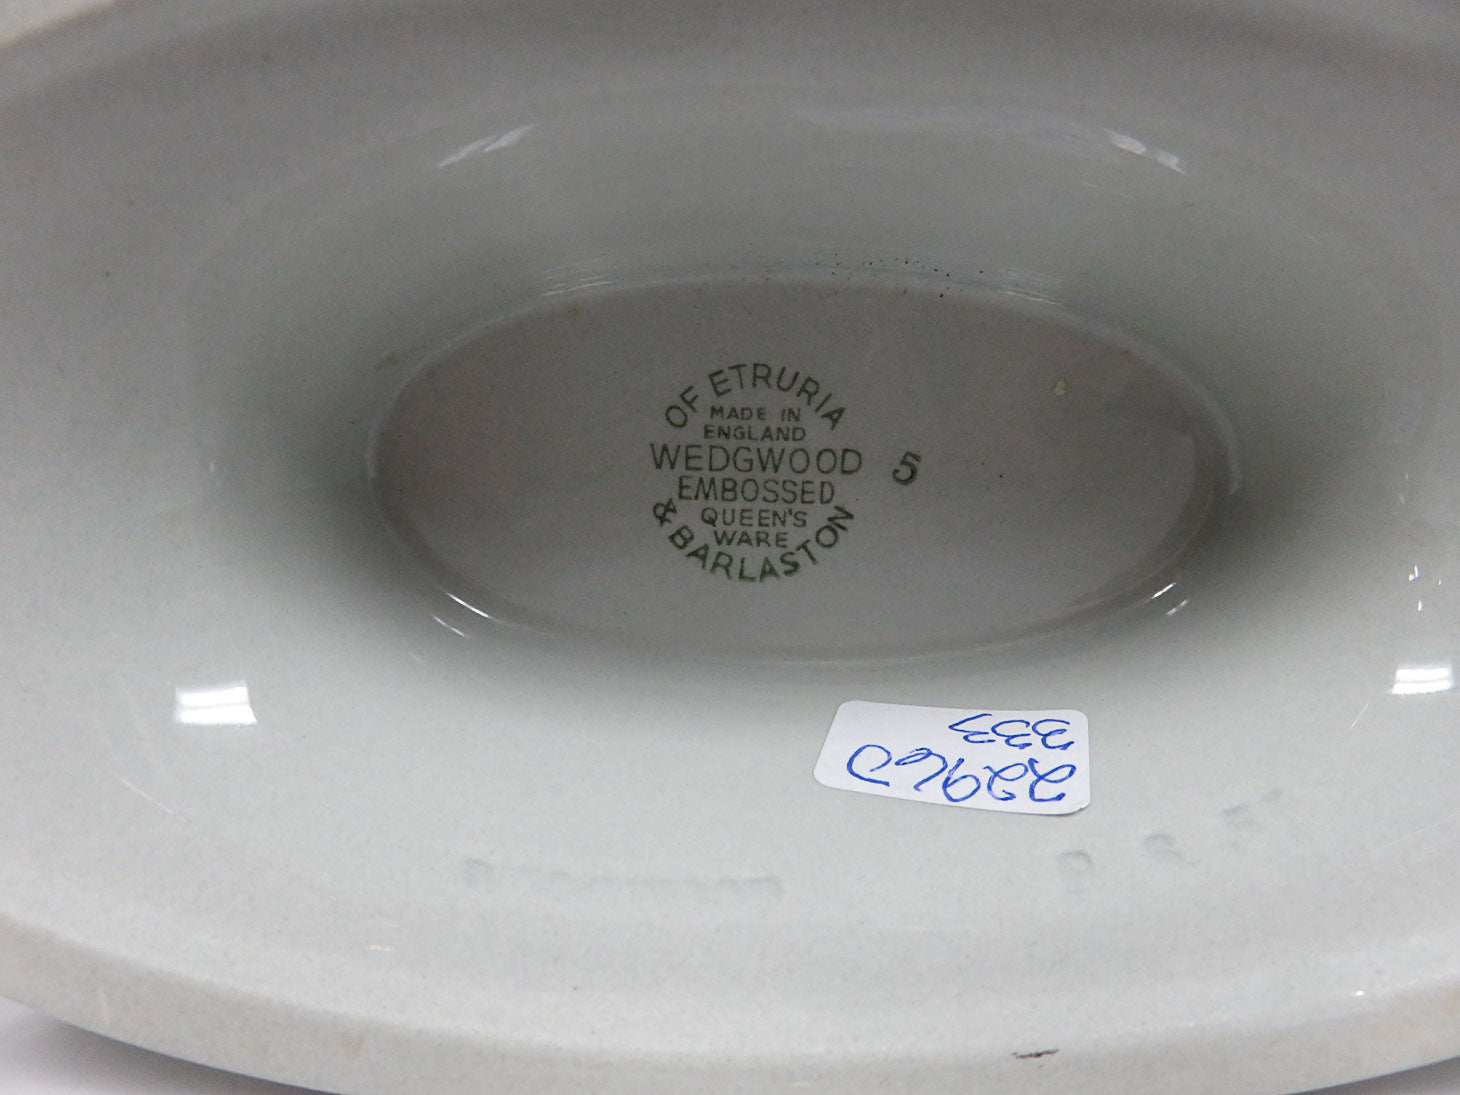 OF ETRURIA
MADE IN
ENGLAND
WEDGWOOD
5
EMBOSSED
QUEEN'S
WARE
& BARLASTON